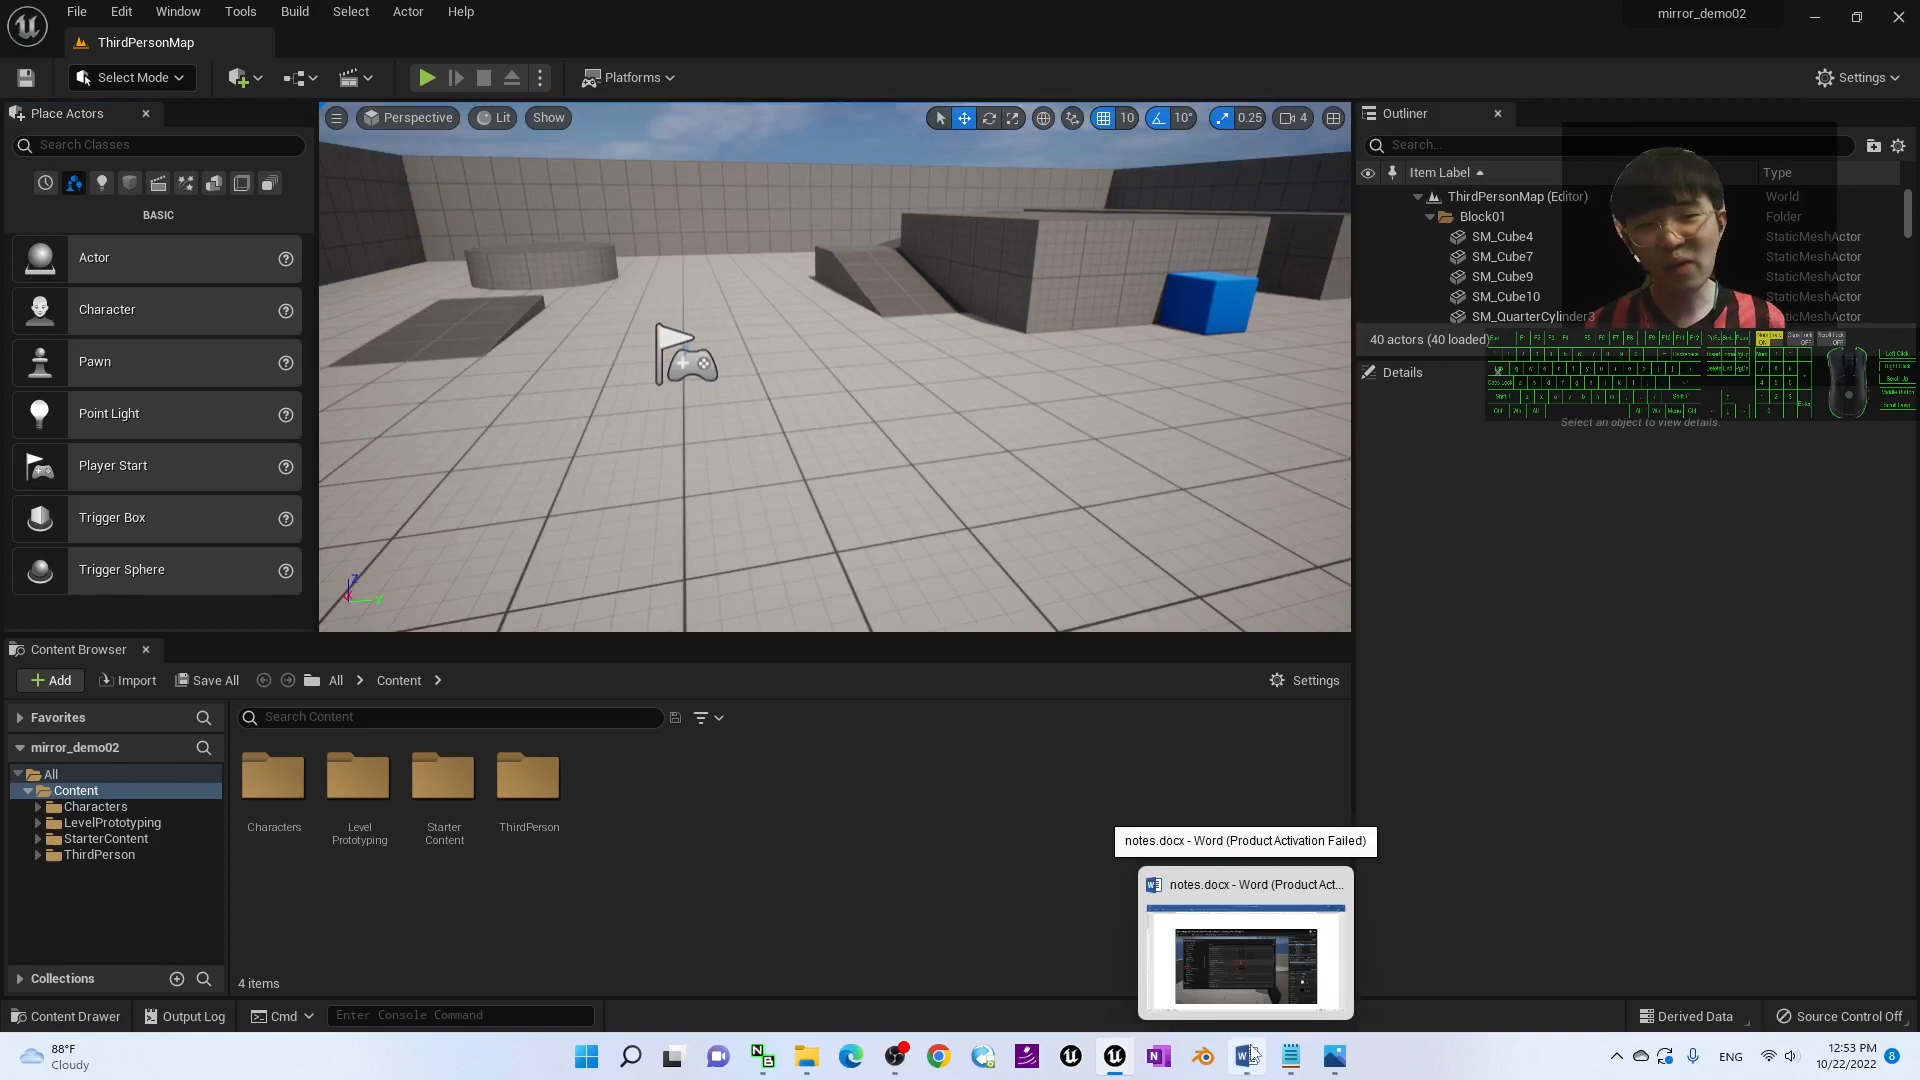 File Edit Window Tools Build Select Actor Help
mirror_demo02
ThirdPersonMap
Select Mode
Platforms
Settings
Place Actors
Search Classes
BASIC
Actor
Character
Pawn
Point Light
Player Start
Trigger Box
Trigger Sphere
Perspective Lit Show
10 10° 0.25 4
Z
Y
Outliner
Search...
Item Label Type
ThirdPersonMap (Editor) World
Block01 Folder
SM_Cube4 StaticMeshActor
SM_Cube7 StaticMeshActor
SM_Cube9 StaticMeshActor
SM_Cube10 StaticMeshActor
SM_QuarterCylinder3 StaticMeshActor
40 actors (40 loaded)
Details
Select an object to view details.
Content Browser
Add Import Save All All Content Settings
Favorites
mirror_demo02
All
Content
Characters
LevelPrototyping
StarterContent
ThirdPerson
Collections
Search Content
Characters
Level
Prototyping
Starter
Content
ThirdPerson
4 items
notes.docx - Word (Product Activation Failed)
notes.docx - Word (Product Act...
Content Drawer Output Log Cmd Enter Console Command Derived Data Source Control Off
88°F
Cloudy
ENG
12:53 PM
10/22/2022
8